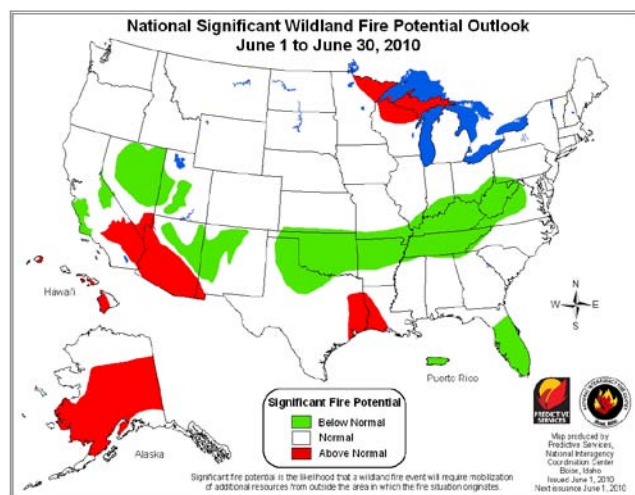 National Significant Wildland Fire Potential Outlook
June 1 to June 30, 2010
Hawai'i
N
W E
S
Puerto Rico
Alaska
Significant Fire Potential
Below Normal
Normal
Above Normal
PREDICTIVE
SERVICES
Map produced by
Predictive Services,
National Interagency
Coordination Center
Boise, Idaho
Issued June 1, 2010
Next issuance June 1, 2010
Significant fire potential is the likelihood that a wildland fire event will require mobilization
of additional resources from outside the area in which the fire situation originates.